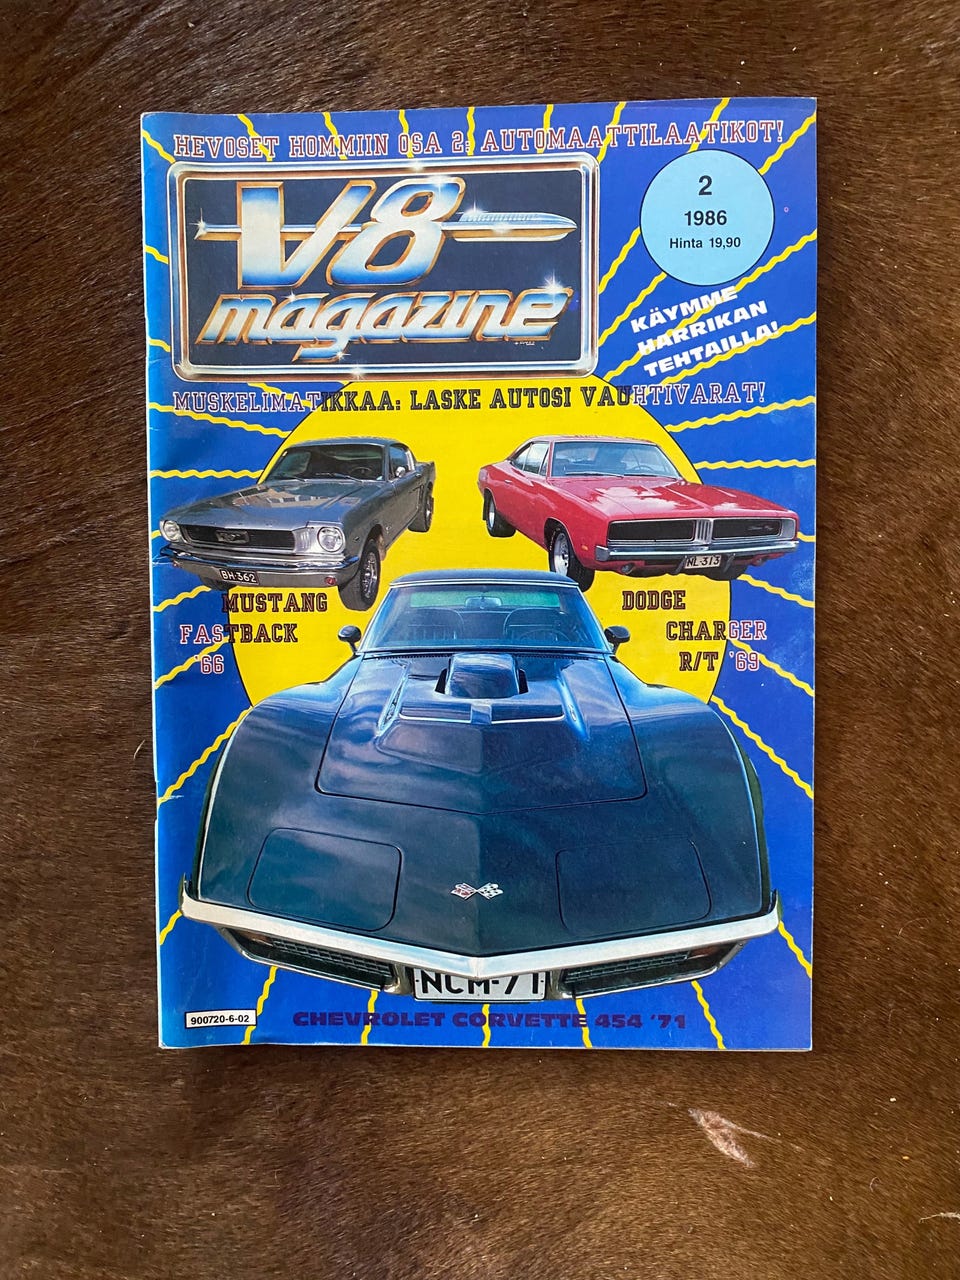 HEVOSET HOMMIIN OSA 2: AUTOMAATTILAATIKOT!
V8
magazine
2
1986
Hinta 19,90
KÄYMME
HARRIKAN
TEHTAILLA!
MUSKELIMATIKKAA: LASKE AUTOSI VAUHTIVARAT!
BH-362
NL-313
MUSTANG
FASTBACK
'66
DODGE
CHARGER
R/T '69
NCM-71
900720-6-02
CHEVROLET CORVETTE 454 '71